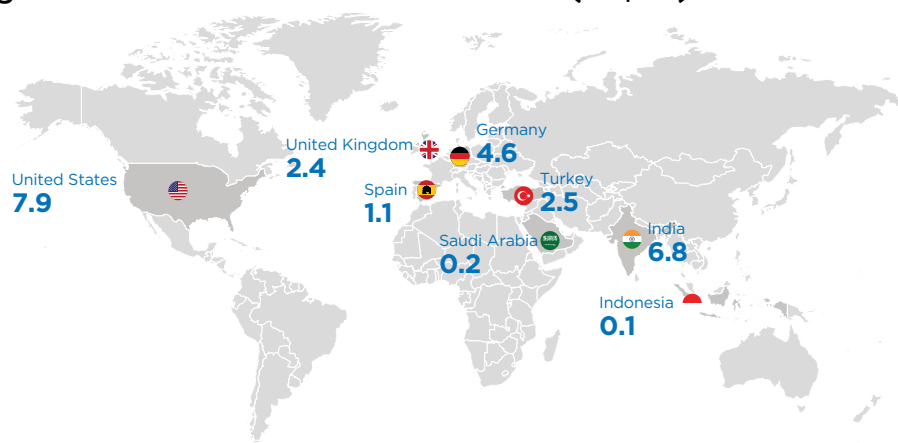 United Kingdom
2.4
Germany
4.6
United States
7.9
Spain
1.1
Turkey
2.5
Saudi Arabia
0.2
India
6.8
Indonesia
0.1